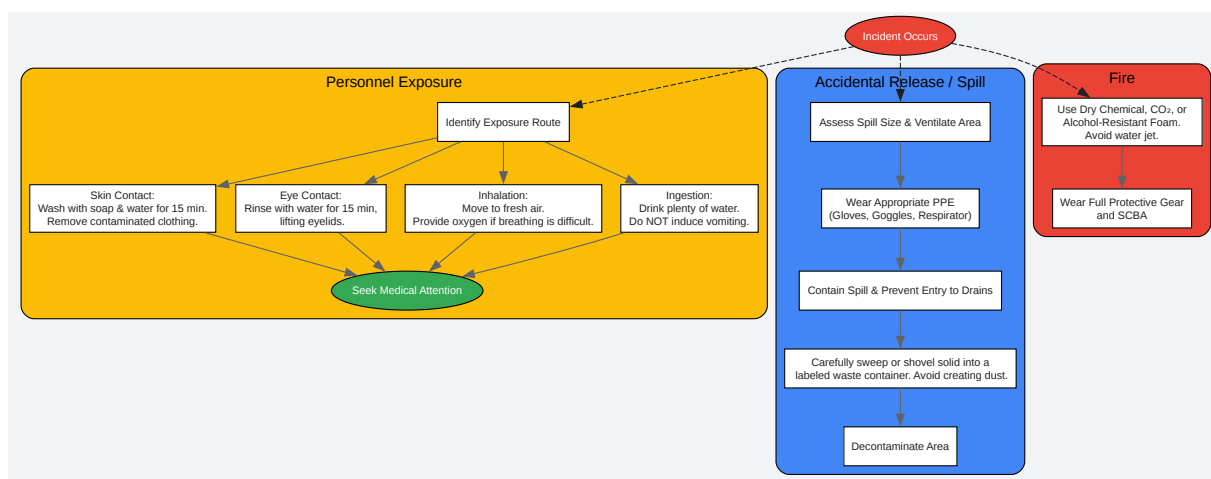 Incident Occurs
Personnel Exposure
Identify Exposure Route
Skin Contact:
Wash with soap & water for 15 min.
Remove contaminated clothing.
Eye Contact:
Rinse with water for 15 min,
lifting eyelids.
Inhalation:
Move to fresh air.
Provide oxygen if breathing is difficult.
Ingestion:
Drink plenty of water.
Do NOT induce vomiting.
Seek Medical Attention
Accidental Release / Spill
Assess Spill Size & Ventilate Area
Wear Appropriate PPE
(Gloves, Goggles, Respirator)
Contain Spill & Prevent Entry to Drains
Carefully sweep or shovel solid into a
labeled waste container. Avoid creating dust.
Decontaminate Area
Fire
Use Dry Chemical, CO₂, or
Alcohol-Resistant Foam.
Avoid water jet.
Wear Full Protective Gear
and SCBA